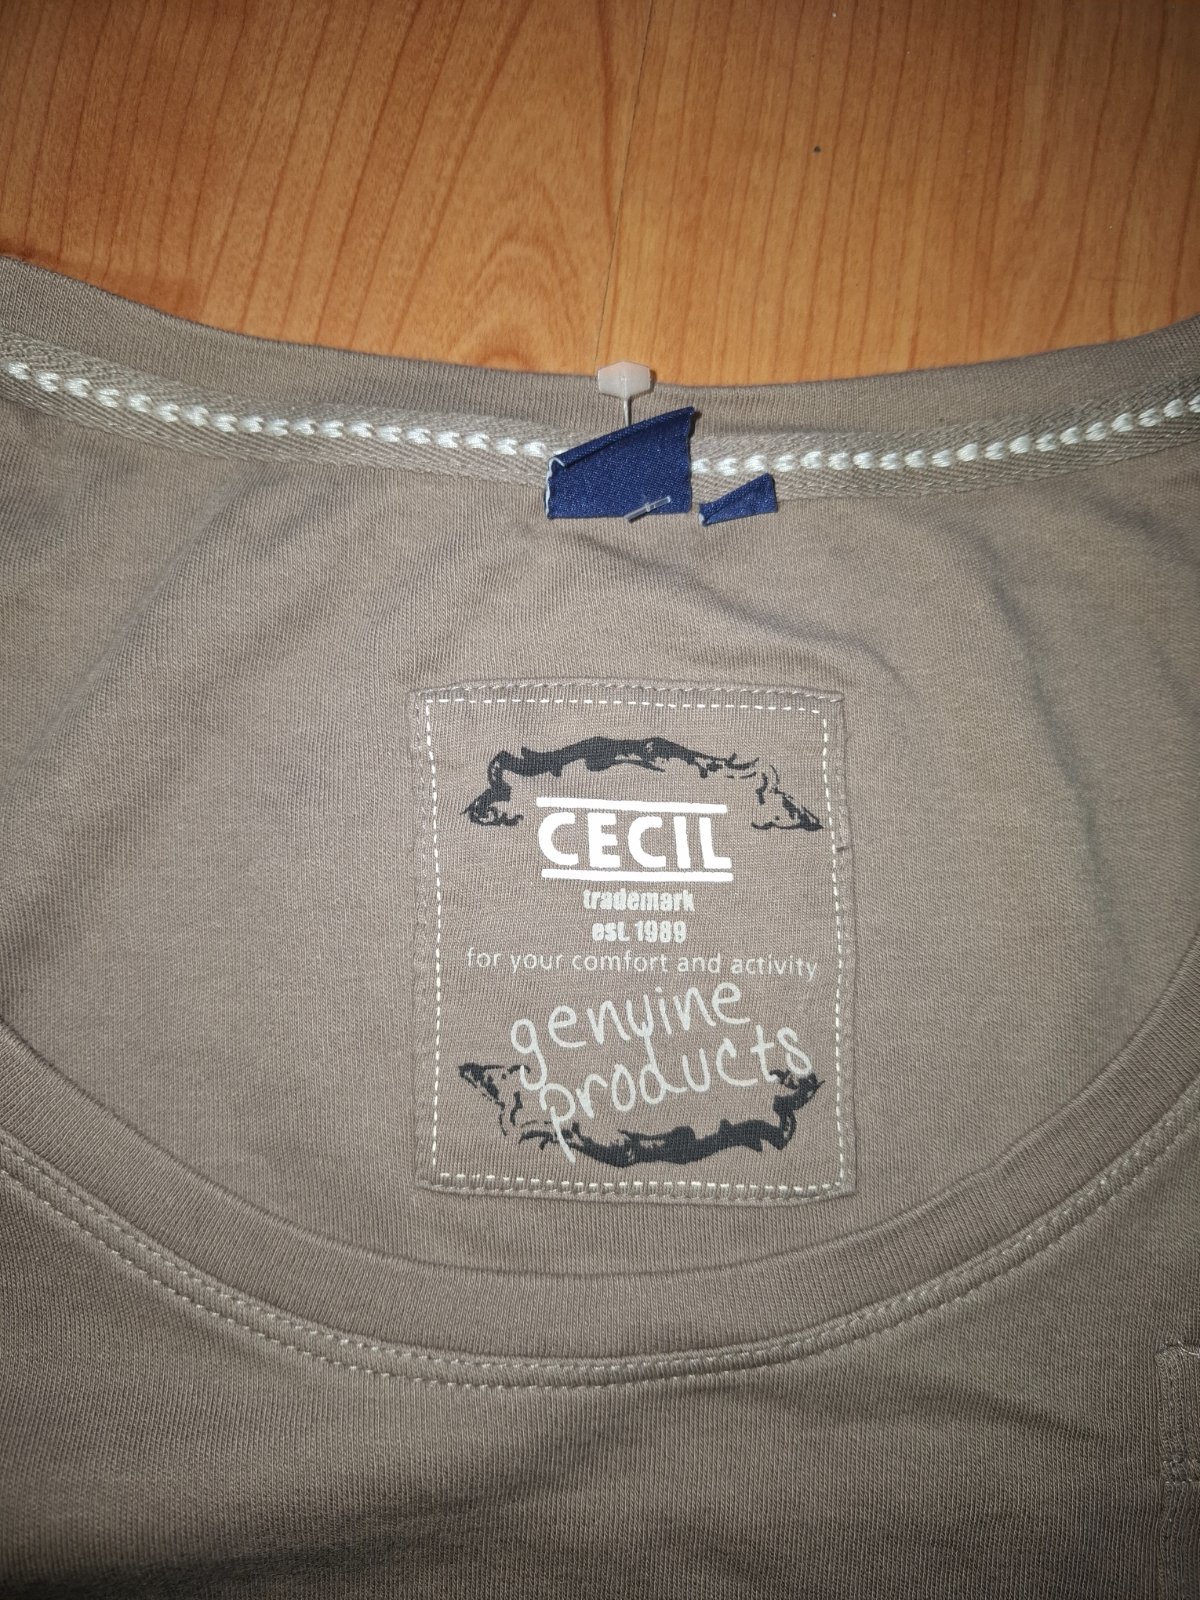 CECIL
trademark
est. 1989
for your comfort and activity
genuine
products